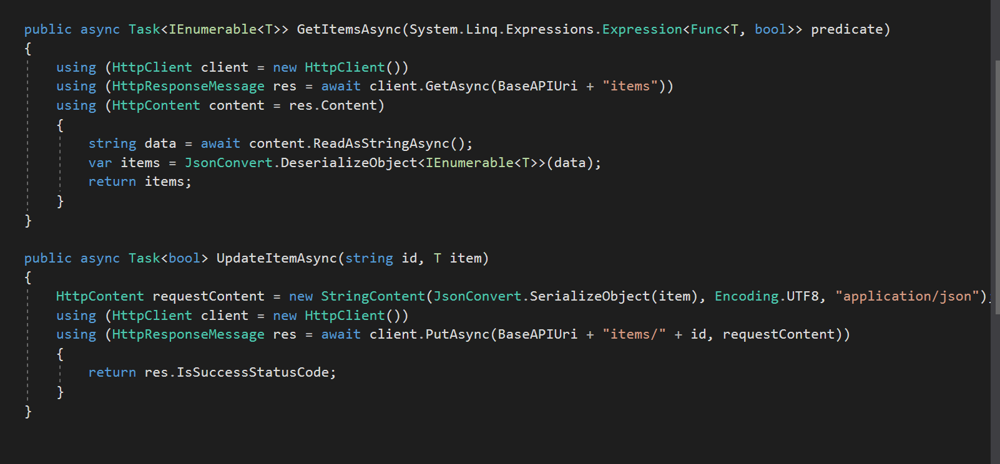 public async Task<IEnumerable<T>> GetItemsAsync(System.Linq.Expressions.Expression<Func<T, bool>> predicate)
{
    using (HttpClient client = new HttpClient())
    using (HttpResponseMessage res = await client.GetAsync(BaseAPIUri + "items"))
    using (HttpContent content = res.Content)
    {
        string data = await content.ReadAsStringAsync();
        var items = JsonConvert.DeserializeObject<IEnumerable<T>>(data);
        return items;
    }
}

public async Task<bool> UpdateItemAsync(string id, T item)
{
    HttpContent requestContent = new StringContent(JsonConvert.SerializeObject(item), Encoding.UTF8, "application/json");
    using (HttpClient client = new HttpClient())
    using (HttpResponseMessage res = await client.PutAsync(BaseAPIUri + "items/" + id, requestContent))
    {
        return res.IsSuccessStatusCode;
    }
}